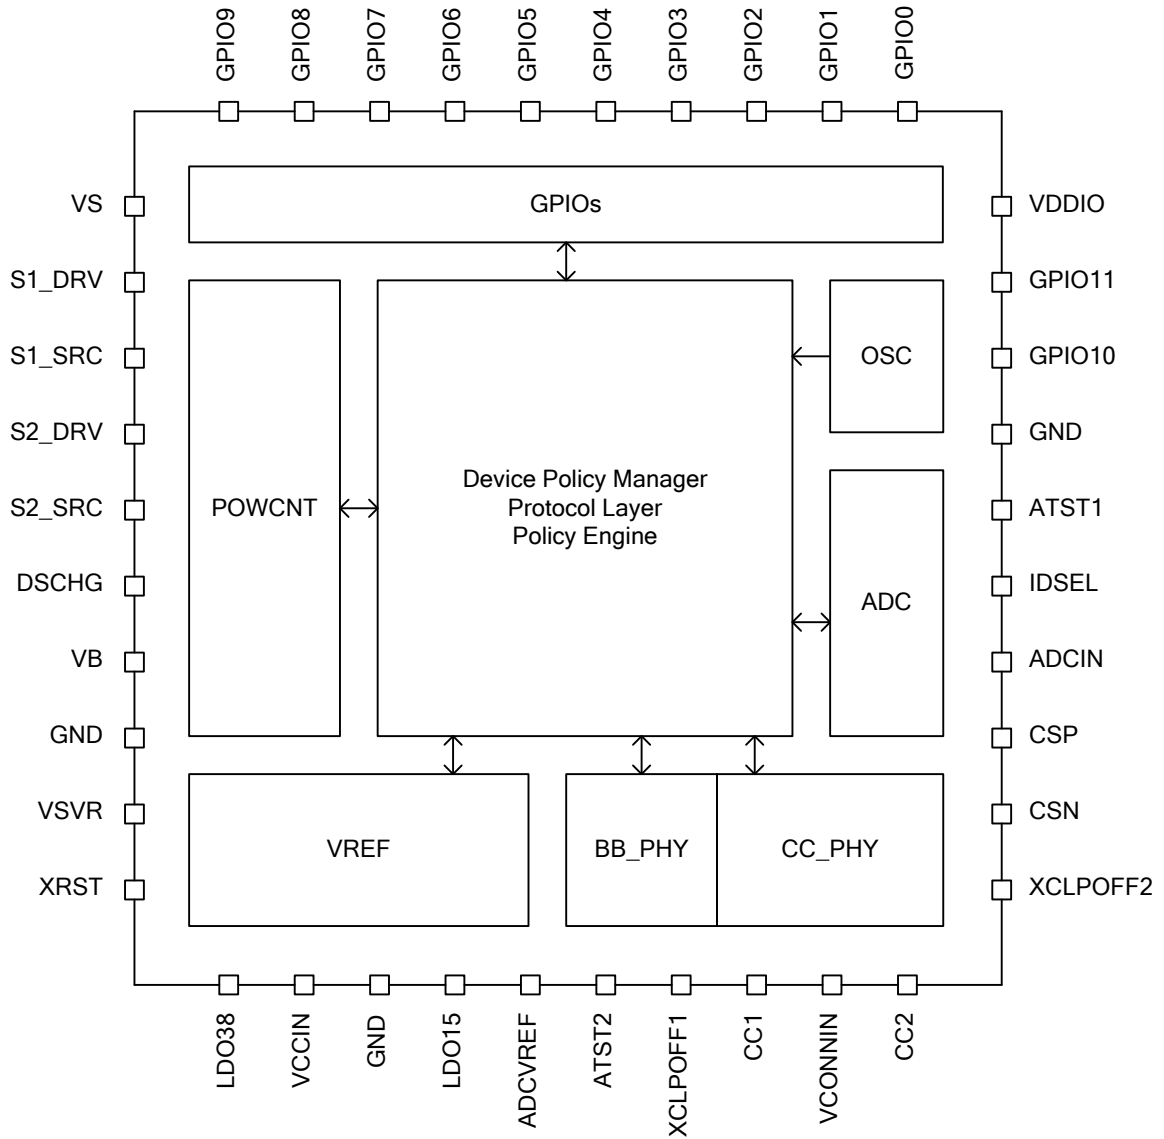 GPIO9
GPIO8
GPIO7
GPIO6
GPIO5
GPIO4
GPIO3
GPIO2
GPIO1
GPIO0
VS
S1_DRV
S1_SRC
S2_DRV
S2_SRC
DSCHG
VB
GND
VSVR
XRST
GPIOs
POWCNT
Device Policy Manager
Protocol Layer
Policy Engine
OSC
ADC
VREF
BB_PHY
CC_PHY
VDDIO
GPIO11
GPIO10
GND
ATST1
IDSEL
ADCIN
CSP
CSN
XCLPOFF2
LDO38
VCCIN
GND
LDO15
ADCVREF
ATST2
XCLPOFF1
CC1
VCONNIN
CC2